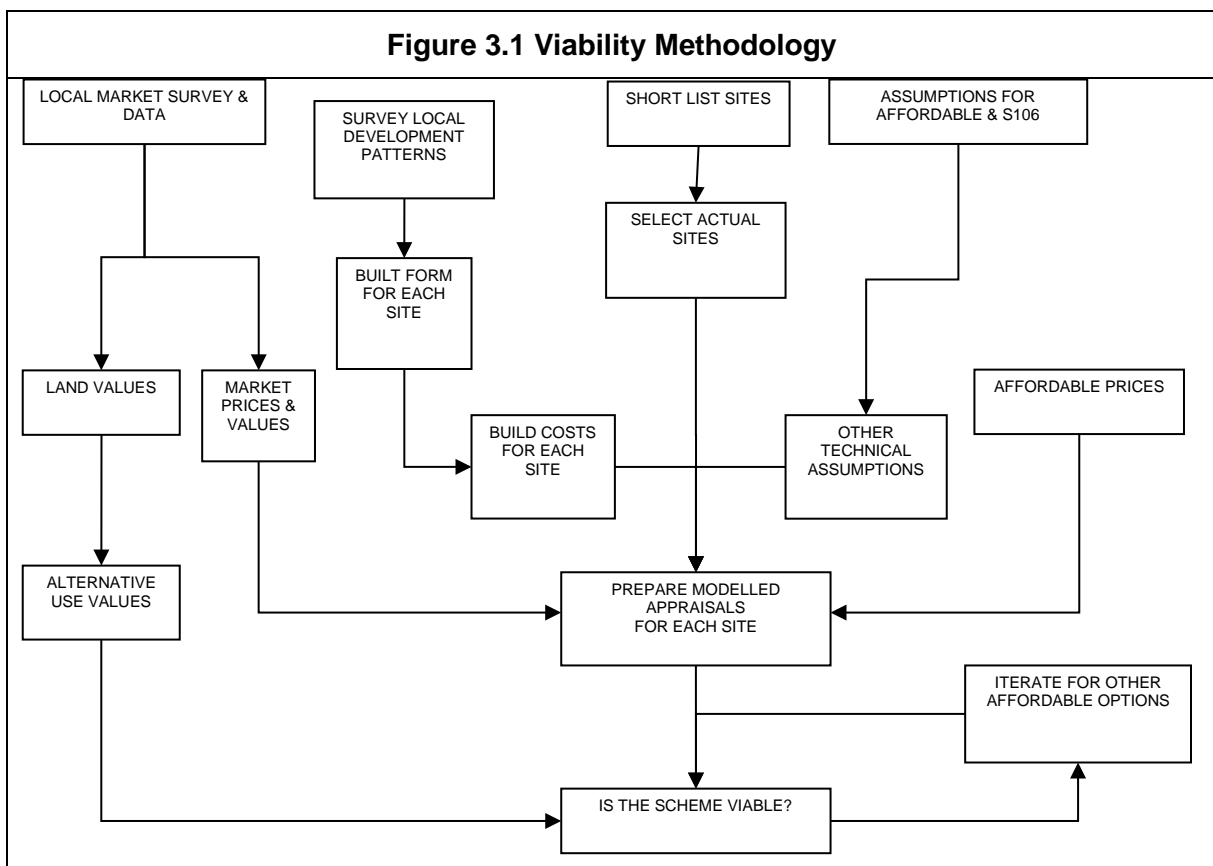 Figure 3.1 Viability Methodology
LOCAL MARKET SURVEY &
DATA
SURVEY LOCAL
DEVELOPMENT
PATTERNS
SHORT LIST SITES
ASSUMPTIONS FOR
AFFORDABLE & S106
SELECT ACTUAL
SITES
BUILT FORM
FOR EACH
SITE
LAND VALUES
MARKET
PRICES &
VALUES
AFFORDABLE PRICES
BUILD COSTS
FOR EACH
SITE
OTHER
TECHNICAL
ASSUMPTIONS
ALTERNATIVE
USE VALUES
PREPARE MODELLED
APPRAISALS
FOR EACH SITE
ITERATE FOR OTHER
AFFORDABLE OPTIONS
IS THE SCHEME VIABLE?